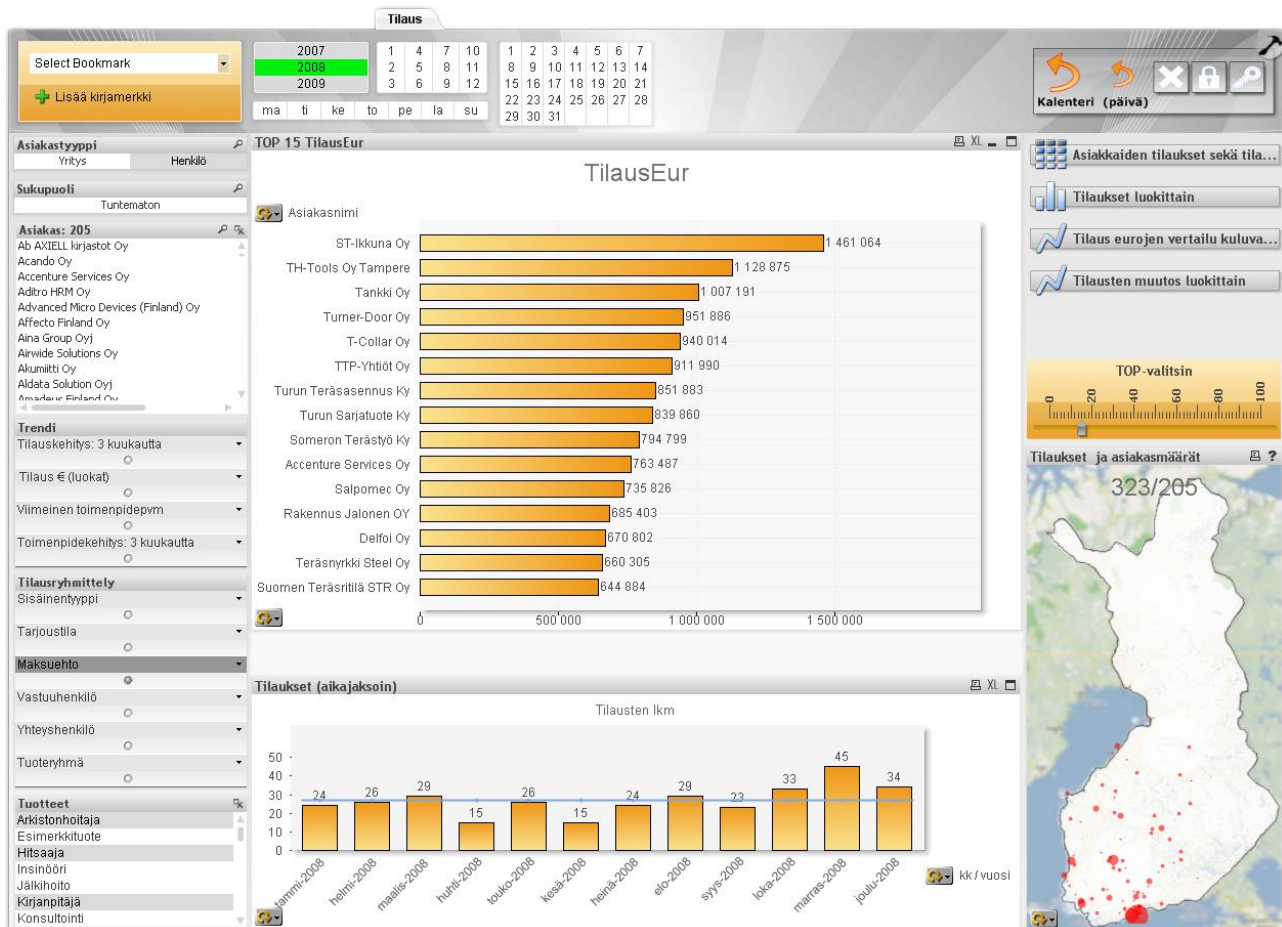 Tilaus
Select Bookmark
Lisää kirjamerkki
2007
2008
2009
1 4 7 10
2 5 8 11
3 6 9 12
ma ti ke to pe la su
1 2 3 4 5 6 7
8 9 10 11 12 13 14
15 16 17 18 19 20 21
22 23 24 25 26 27 28
29 30 31
Kalenteri (päivä)
Asiakastyyppi
Yritys Henkilö
Sukupuoli
Tuntematon
Asiakas: 205
Ab AXIELL kirjastot Oy
Acando Oy
Accenture Services Oy
Aditro HRM Oy
Advanced Micro Devices (Finland) Oy
Affecto Finland Oy
Aina Group Oyj
Airwide Solutions Oy
Akumiitti Oy
Aldata Solution Oyj
Amadeus Finland Oy
Trendi
Tilauskehitys: 3 kuukautta
Tilaus € (luokat)
Viimeinen toimenpidepvm
Toimenpidekehitys: 3 kuukautta
Tilausryhmittely
Sisäinentyyppi
Tarjoustila
Maksuehto
Vastuuhenkilö
Yhteyshenkilö
Tuoteryhmä
Tuotteet
Arkistonhoitaja
Esimerkkituote
Hitsaaja
Insinööri
Jälkihoito
Kirjanpitäjä
Konsultointi
TOP 15 TilausEur
XL
TilausEur
Asiakasnimi
ST-Ikkuna Oy 1 461 064
TH-Tools Oy Tampere 1 128 875
Tankki Oy 1 007 191
Turner-Door Oy 951 886
T-Collar Oy 940 014
TTP-Yhtiöt Oy 911 990
Turun Teräsasennus Ky 851 883
Turun Sarjatuote Ky 839 860
Someron Terästyö Ky 794 799
Accenture Services Oy 763 487
Salpomec Oy 735 826
Rakennus Jalonen OY 685 403
Delfoi Oy 670 802
Teräsnyrkki Steel Oy 660 305
Suomen Teräsritilä STR Oy 644 884
0 500 000 1 000 000 1 500 000
Tilaukset (aikajaksoin)
XL
Tilausten lkm
50
40
30
20
10
0
24 26 29 15 26 15 24 29 23 33 45 34
tammi-2008 helmi-2008 maalis-2008 huhti-2008 touko-2008 kesä-2008 heinä-2008 elo-2008 syys-2008 loka-2008 marras-2008 joulu-2008
kk / vuosi
Asiakkaiden tilaukset sekä tila...
Tilaukset luokittain
Tilaus eurojen vertailu kuluva...
Tilausten muutos luokittain
TOP-valitsin
0 20 40 60 80 100
Tilaukset ja asiakasmäärät
?
323/205